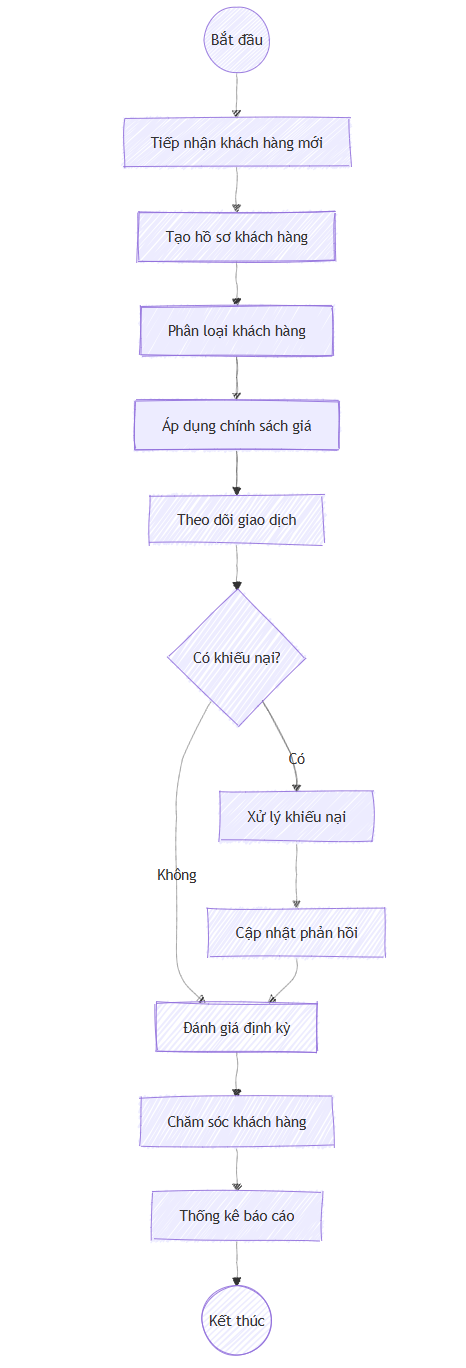 Bắt đầu
Tiếp nhận khách hàng mới
Tạo hồ sơ khách hàng
Phân loại khách hàng
Áp dụng chính sách giá
Theo dõi giao dịch
Có khiếu nại?
Có
Xử lý khiếu nại
Không
Cập nhật phản hồi
Đánh giá định kỳ
Chăm sóc khách hàng
Thống kê báo cáo
Kết thúc